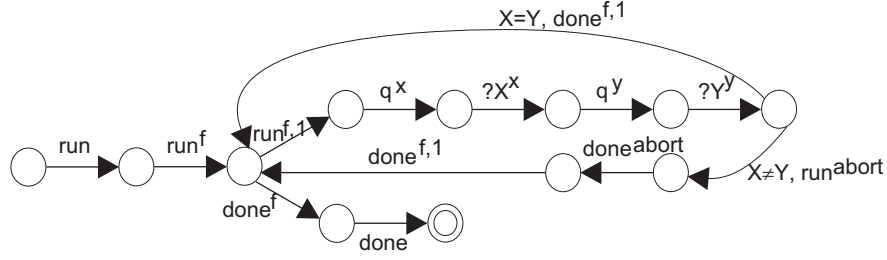 X=Y, done^f,1
q^x
?X^x
q^y
?Y^y
run
run^f
run^f,1
done^f,1
done^abort
X≠Y, run^abort
done^f
done